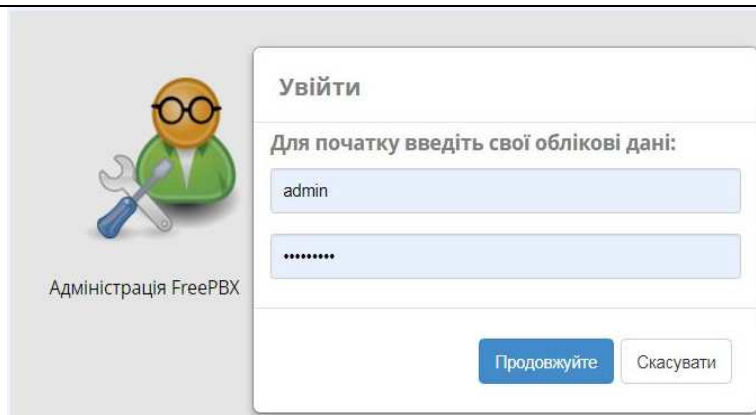 Увійти
Для початку введіть свої облікові дані:
admin
•••••••••
Адміністрація FreePBX
Продовжуйте
Скасувати